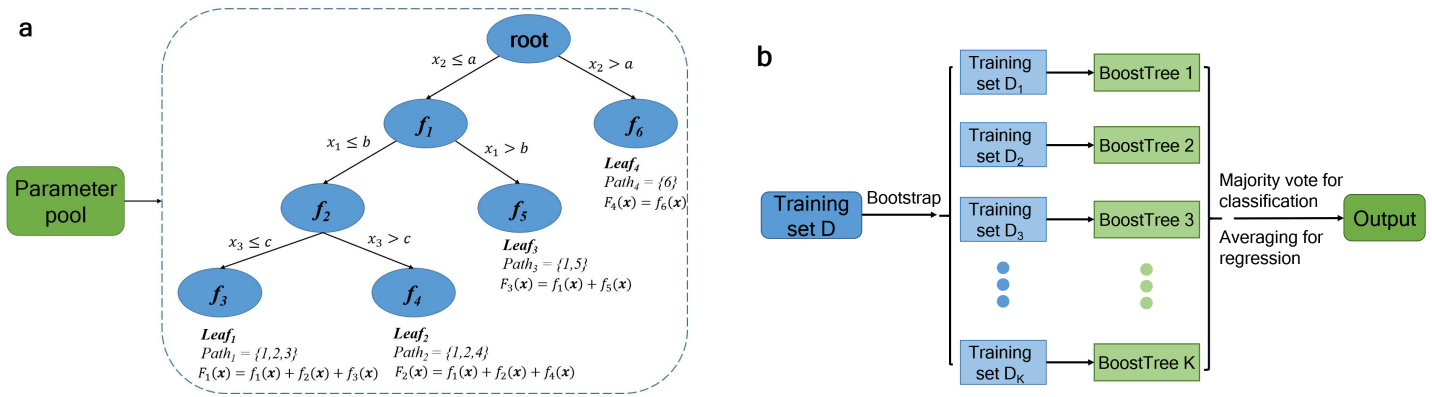 a
root
x₂ ≤ a
x₂ > a
f₁
f₆
x₁ ≤ b
x₁ > b
Leaf₄
Path₄ = {6}
F₄(x) = f₆(x)
Parameter
pool
f₂
f₅
x₃ ≤ c
x₃ > c
Leaf₃
Path₃ = {1,5}
F₃(x) = f₁(x) + f₅(x)
f₃
f₄
Leaf₁
Path₁ = {1,2,3}
F₁(x) = f₁(x) + f₂(x) + f₃(x)
Leaf₂
Path₂ = {1,2,4}
F₂(x) = f₁(x) + f₂(x) + f₄(x)
b
Training
set D
Bootstrap
Training
set D₁
BoostTree 1
Training
set D₂
BoostTree 2
Training
set D₃
BoostTree 3
Training
set D_K
BoostTree K
Majority vote for
classification
Averaging for
regression
Output